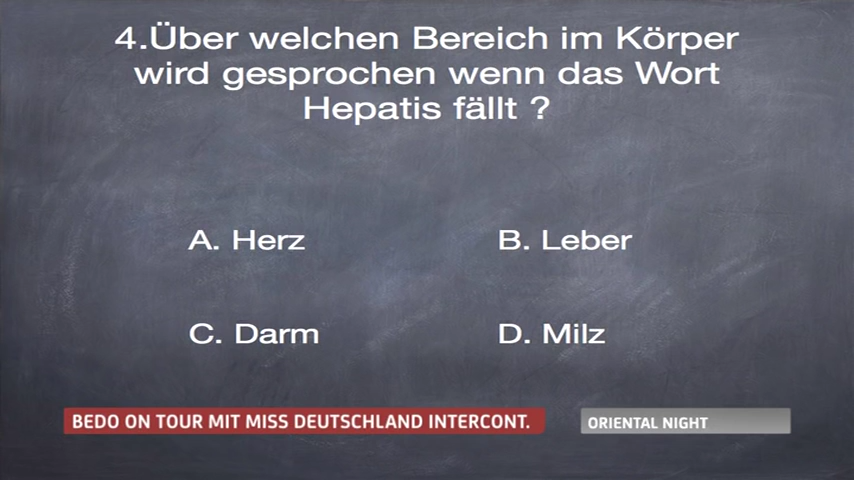 4.Über welchen Bereich im Körper
wird gesprochen wenn das Wort
Hepatis fällt ?
A. Herz
B. Leber
C. Darm
D. Milz
BEDO ON TOUR MIT MISS DEUTSCHLAND INTERCONT.
ORIENTAL NIGHT